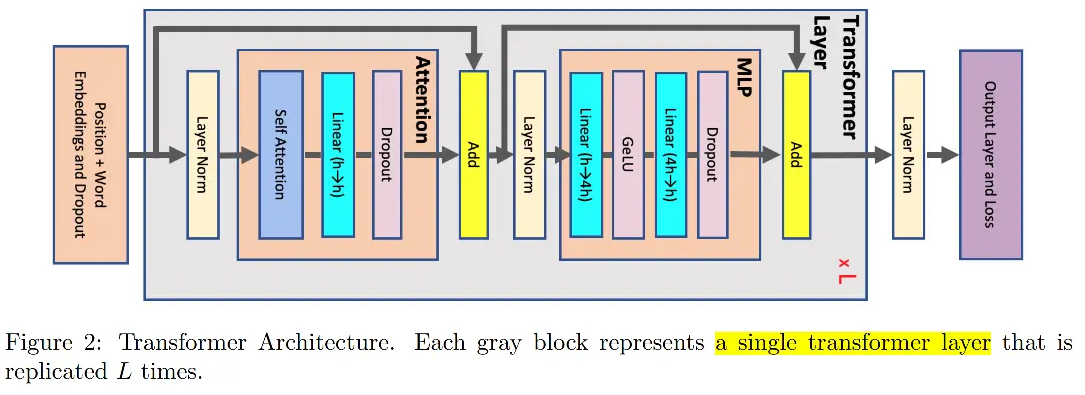 Position + Word
Embeddings and Dropout
Layer Norm
Attention
Self Attention
Linear (h→h)
Dropout
Add
Layer Norm
MLP
Linear (h→4h)
GeLU
Linear (4h→h)
Dropout
Add
Transformer
Layer
x L
Layer Norm
Output Layer and Loss
Figure 2: Transformer Architecture. Each gray block represents a single transformer layer that is
replicated L times.